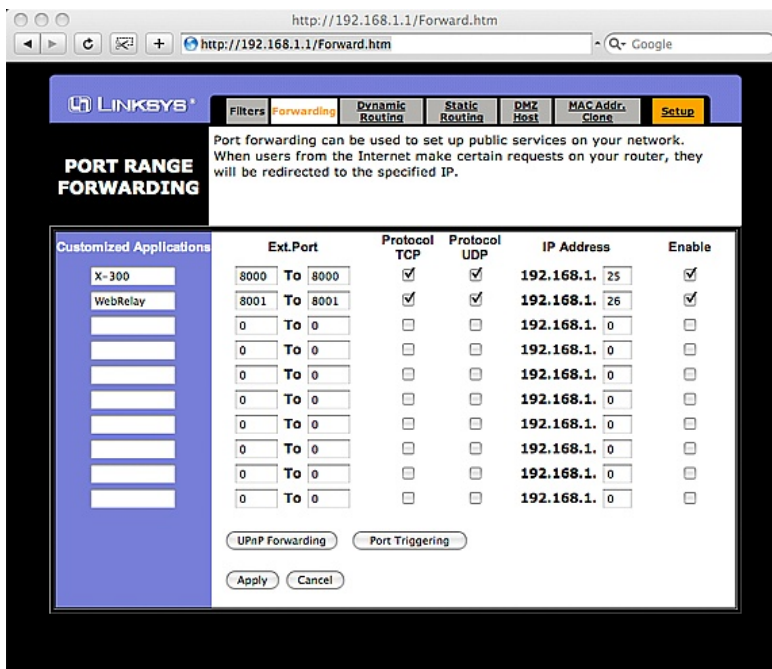 http://192.168.1.1/Forward.htm
http://192.168.1.1/Forward.htm
Google
LINKSYS®
Filters Forwarding Dynamic Routing Static Routing DMZ Host MAC Addr. Clone Setup
PORT RANGE FORWARDING
Port forwarding can be used to set up public services on your network.
When users from the Internet make certain requests on your router, they
will be redirected to the specified IP.
Customized Applications Ext.Port Protocol TCP Protocol UDP IP Address Enable
X-300 8000 To 8000 192.168.1. 25
WebRelay 8001 To 8001 192.168.1. 26
0 To 0 192.168.1. 0
0 To 0 192.168.1. 0
0 To 0 192.168.1. 0
0 To 0 192.168.1. 0
0 To 0 192.168.1. 0
0 To 0 192.168.1. 0
0 To 0 192.168.1. 0
0 To 0 192.168.1. 0
UPnP Forwarding Port Triggering
Apply Cancel